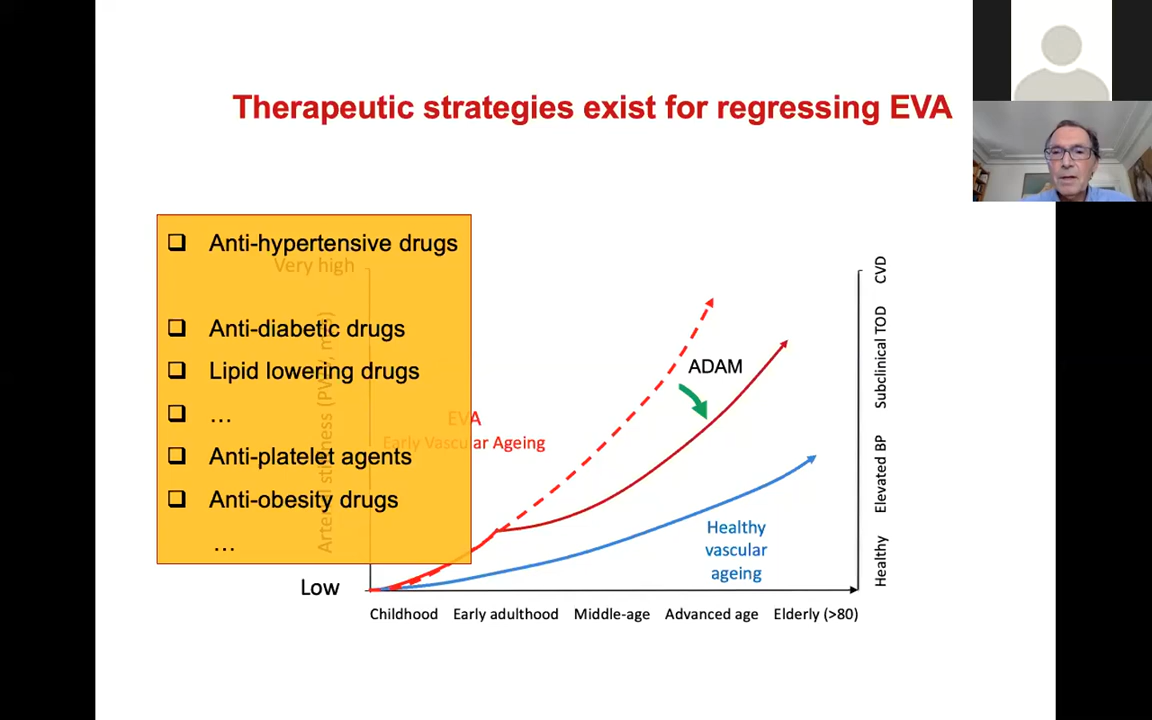 Therapeutic strategies exist for regressing EVA
❑ Anti-hypertensive drugs
❑ Anti-diabetic drugs
❑ Lipid lowering drugs
❑ …
❑ Anti-platelet agents
❑ Anti-obesity drugs
…
Very high
Low
EVA
Early Vascular Ageing
ADAM
Healthy
vascular
ageing
CVD
Subclinical TOD
Elevated BP
Healthy
Childhood
Early adulthood
Middle-age
Advanced age
Elderly (>80)